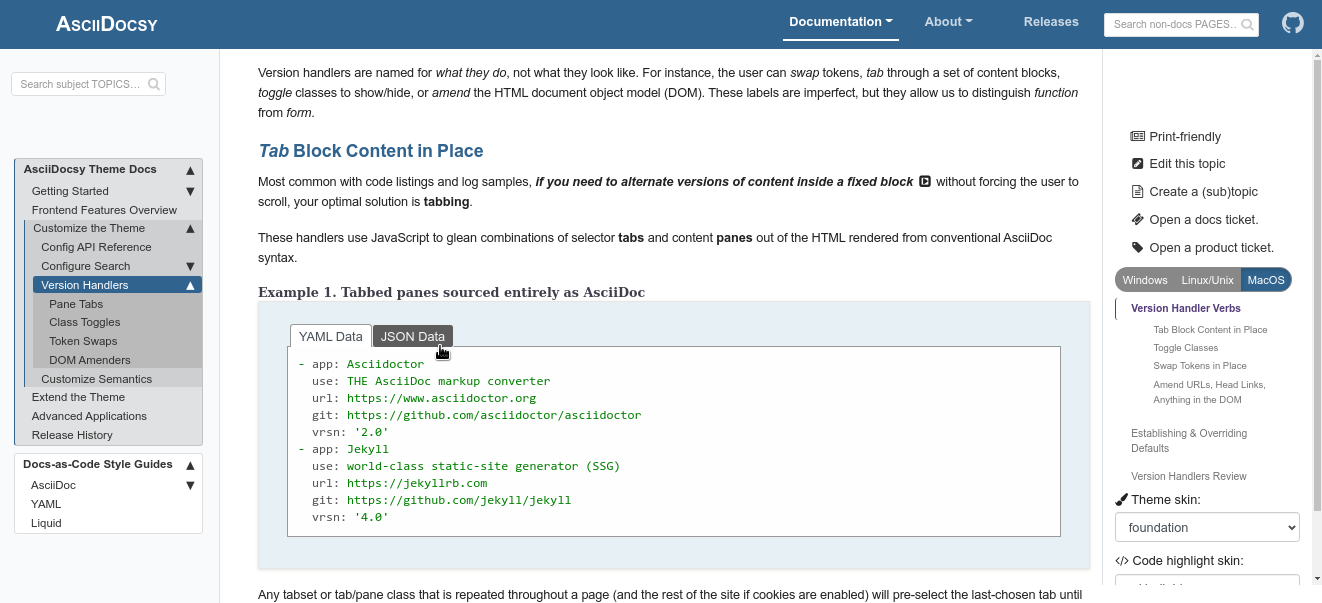 AsciiDocsy
Documentation
About
Releases
Search non-docs PAGES..
Search subject TOPICS…
AsciiDocsy Theme Docs ▲
Getting Started ▼
Frontend Features Overview
Customize the Theme ▲
Config API Reference
Configure Search ▼
Version Handlers ▲
Pane Tabs
Class Toggles
Token Swaps
DOM Amenders
Customize Semantics
Extend the Theme
Advanced Applications
Release History
Docs-as-Code Style Guides ▲
AsciiDoc ▼
YAML
Liquid
Version handlers are named for what they do, not what they look like. For instance, the user can swap tokens, tab through a set of content blocks,
toggle classes to show/hide, or amend the HTML document object model (DOM). These labels are imperfect, but they allow us to distinguish function
from form.
Tab Block Content in Place
Most common with code listings and log samples, if you need to alternate versions of content inside a fixed block without forcing the user to
scroll, your optimal solution is tabbing.
These handlers use JavaScript to glean combinations of selector tabs and content panes out of the HTML rendered from conventional AsciiDoc
syntax.
Example 1. Tabbed panes sourced entirely as AsciiDoc
YAML Data JSON Data
- app: Asciidoctor
use: THE AsciiDoc markup converter
url: https://www.asciidoctor.org
git: https://github.com/asciidoctor/asciidoctor
vrsn: '2.0'
- app: Jekyll
use: world-class static-site generator (SSG)
url: https://jekyllrb.com
git: https://github.com/jekyll/jekyll
vrsn: '4.0'
Any tabset or tab/pane class that is repeated throughout a page (and the rest of the site if cookies are enabled) will pre-select the last-chosen tab until
Print-friendly
Edit this topic
Create a (sub)topic
Open a docs ticket.
Open a product ticket.
Windows Linux/Unix MacOS
Version Handler Verbs
Tab Block Content in Place
Toggle Classes
Swap Tokens in Place
Amend URLs, Head Links,
Anything in the DOM
Establishing & Overriding
Defaults
Version Handlers Review
Theme skin:
foundation
</> Code highlight skin: